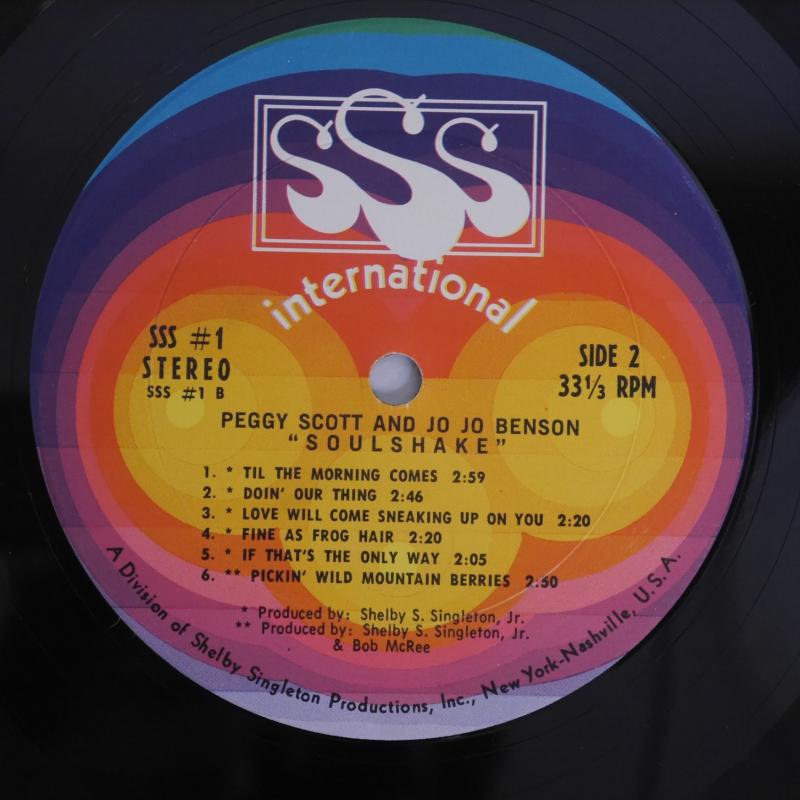 SSS
international
SSS #1
STEREO
SSS #1 B
SIDE 2
33⅓ RPM
PEGGY SCOTT AND JO JO BENSON
"SOULSHAKE"
1. * TIL THE MORNING COMES 2:59
2. * DOIN' OUR THING 2:46
3. * LOVE WILL COME SNEAKING UP ON YOU 2:20
4. * FINE AS FROG HAIR 2:20
5. * IF THAT'S THE ONLY WAY 2:05
6. ** PICKIN' WILD MOUNTAIN BERRIES 2:50
* Produced by: Shelby S. Singleton, Jr.
** Produced by: Shelby S. Singleton, Jr.
& Bob McRee
A Division of Shelby Singleton Productions, Inc., New York-Nashville, U.S.A.